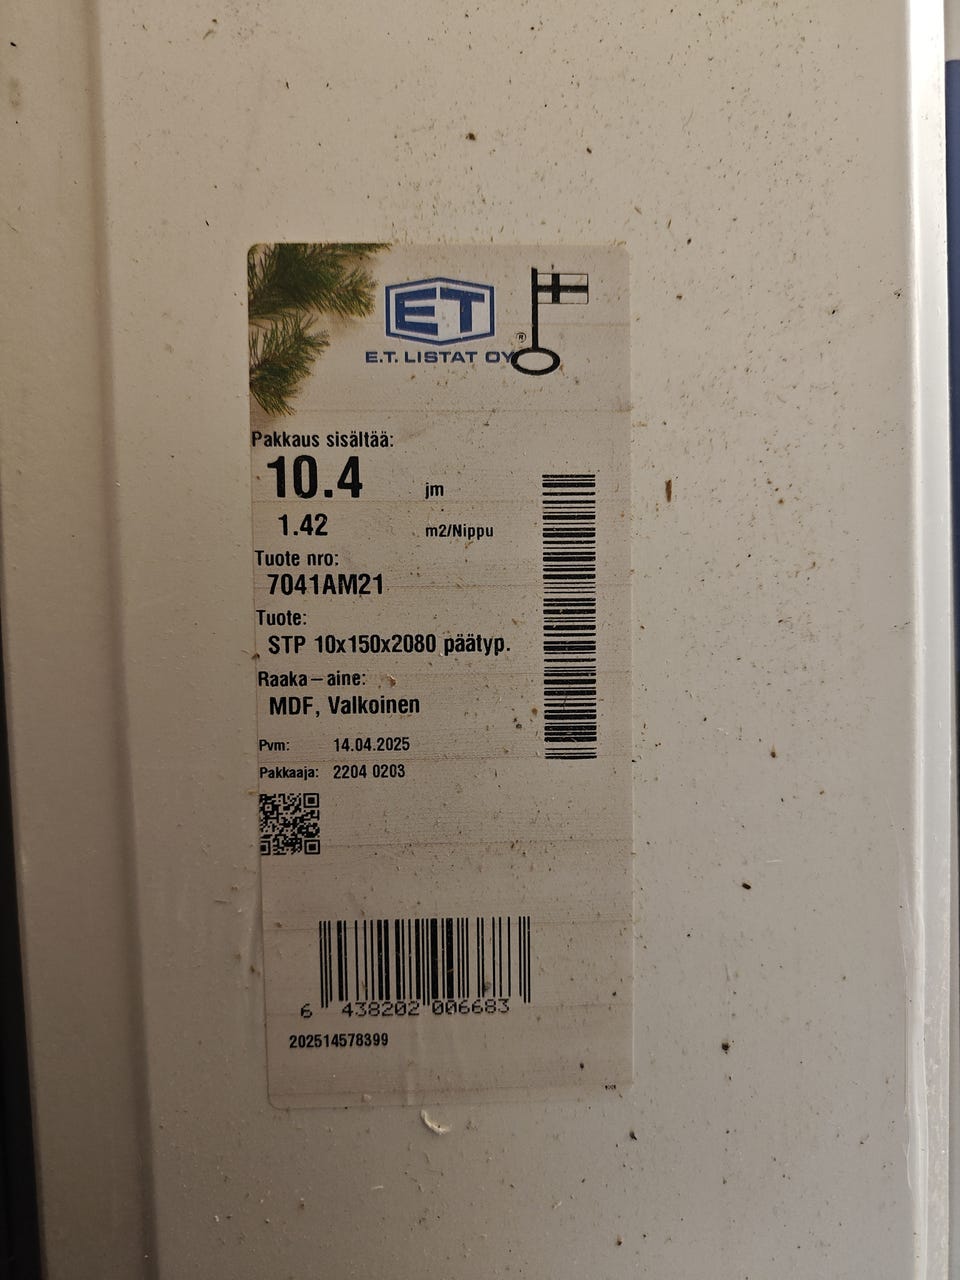 ET
®
E.T. LISTAT OY
Pakkaus sisältää:
10.4 jm
1.42 m2/Nippu
Tuote nro:
7041AM21
Tuote:
STP 10x150x2080 päätyp.
Raaka-aine:
MDF, Valkoinen
Pvm: 14.04.2025
Pakkaaja: 2204 0203
6 438202 006683
202514578399